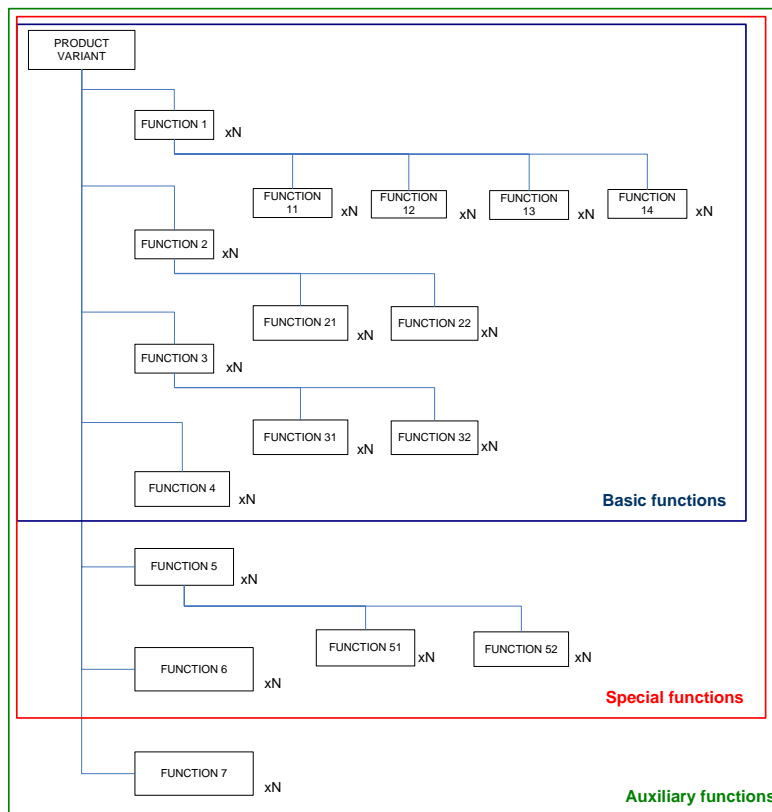 PRODUCT
VARIANT
FUNCTION 1
xN
FUNCTION
11
xN
FUNCTION
12
xN
FUNCTION
13
xN
FUNCTION
14
xN
FUNCTION 2
xN
FUNCTION 21
xN
FUNCTION 22
xN
FUNCTION 3
xN
FUNCTION 31
xN
FUNCTION 32
xN
FUNCTION 4
xN
Basic functions
FUNCTION 5
xN
FUNCTION 51
xN
FUNCTION 52
xN
FUNCTION 6
xN
Special functions
FUNCTION 7
xN
Auxiliary functions